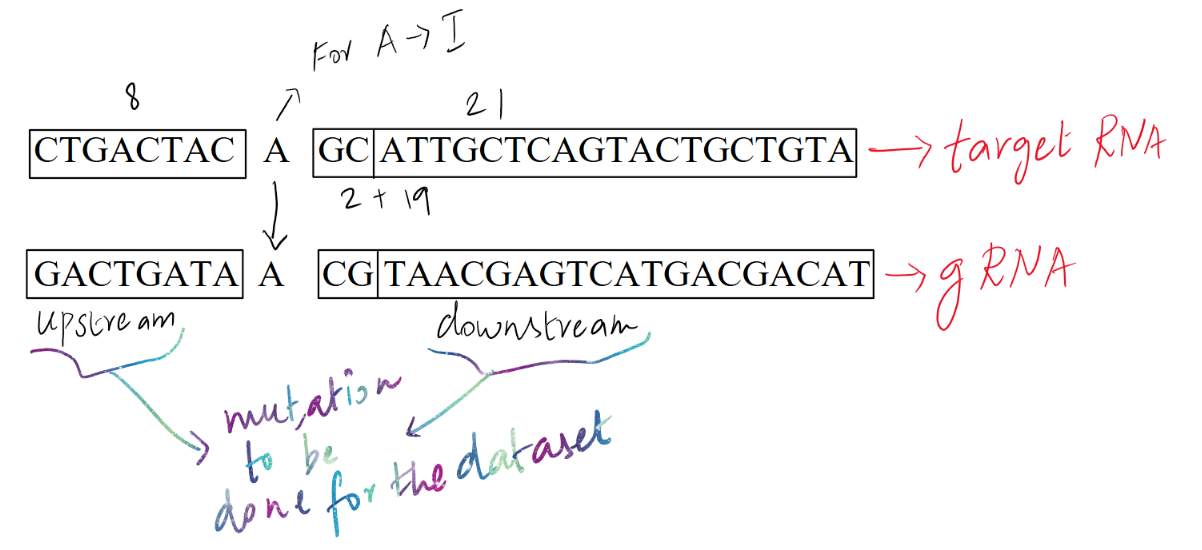 For A → I
8
21
CTGACTAC A GC ATTGCTCAGTACTGCTGTA → target RNA
2 + 19
GACTGATA A CG TAACGAGTCATGACGACAT → gRNA
upstream downstream
mutation
to be
done for the dataset